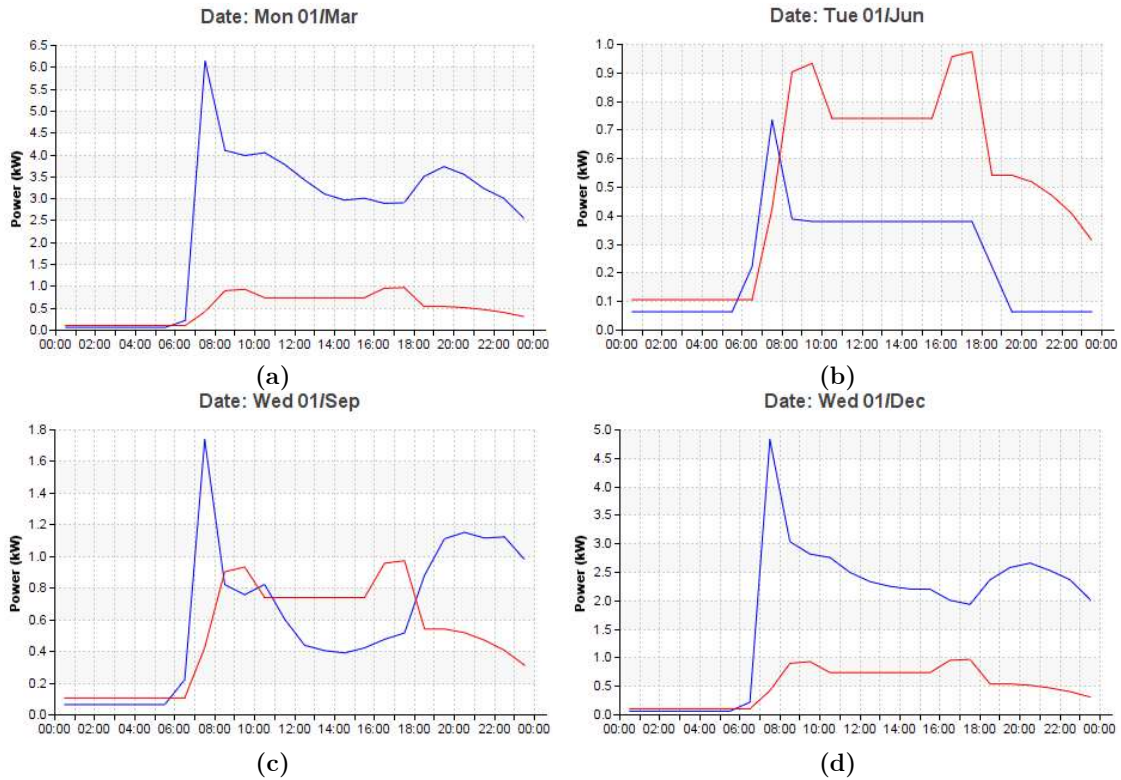 Date: Mon 01/Mar
Power (kW)
6.5
6.0
5.5
5.0
4.5
4.0
3.5
3.0
2.5
2.0
1.5
1.0
0.5
0.0
00:00 02:00 04:00 06:00 08:00 10:00 12:00 14:00 16:00 18:00 20:00 22:00 00:00
(a)
Date: Tue 01/Jun
Power (kW)
1.0
0.9
0.8
0.7
0.6
0.5
0.4
0.3
0.2
0.1
0.0
00:00 02:00 04:00 06:00 08:00 10:00 12:00 14:00 16:00 18:00 20:00 22:00 00:00
(b)
Date: Wed 01/Sep
Power (kW)
1.8
1.6
1.4
1.2
1.0
0.8
0.6
0.4
0.2
0.0
00:00 02:00 04:00 06:00 08:00 10:00 12:00 14:00 16:00 18:00 20:00 22:00 00:00
(c)
Date: Wed 01/Dec
Power (kW)
5.0
4.5
4.0
3.5
3.0
2.5
2.0
1.5
1.0
0.5
0.0
00:00 02:00 04:00 06:00 08:00 10:00 12:00 14:00 16:00 18:00 20:00 22:00 00:00
(d)